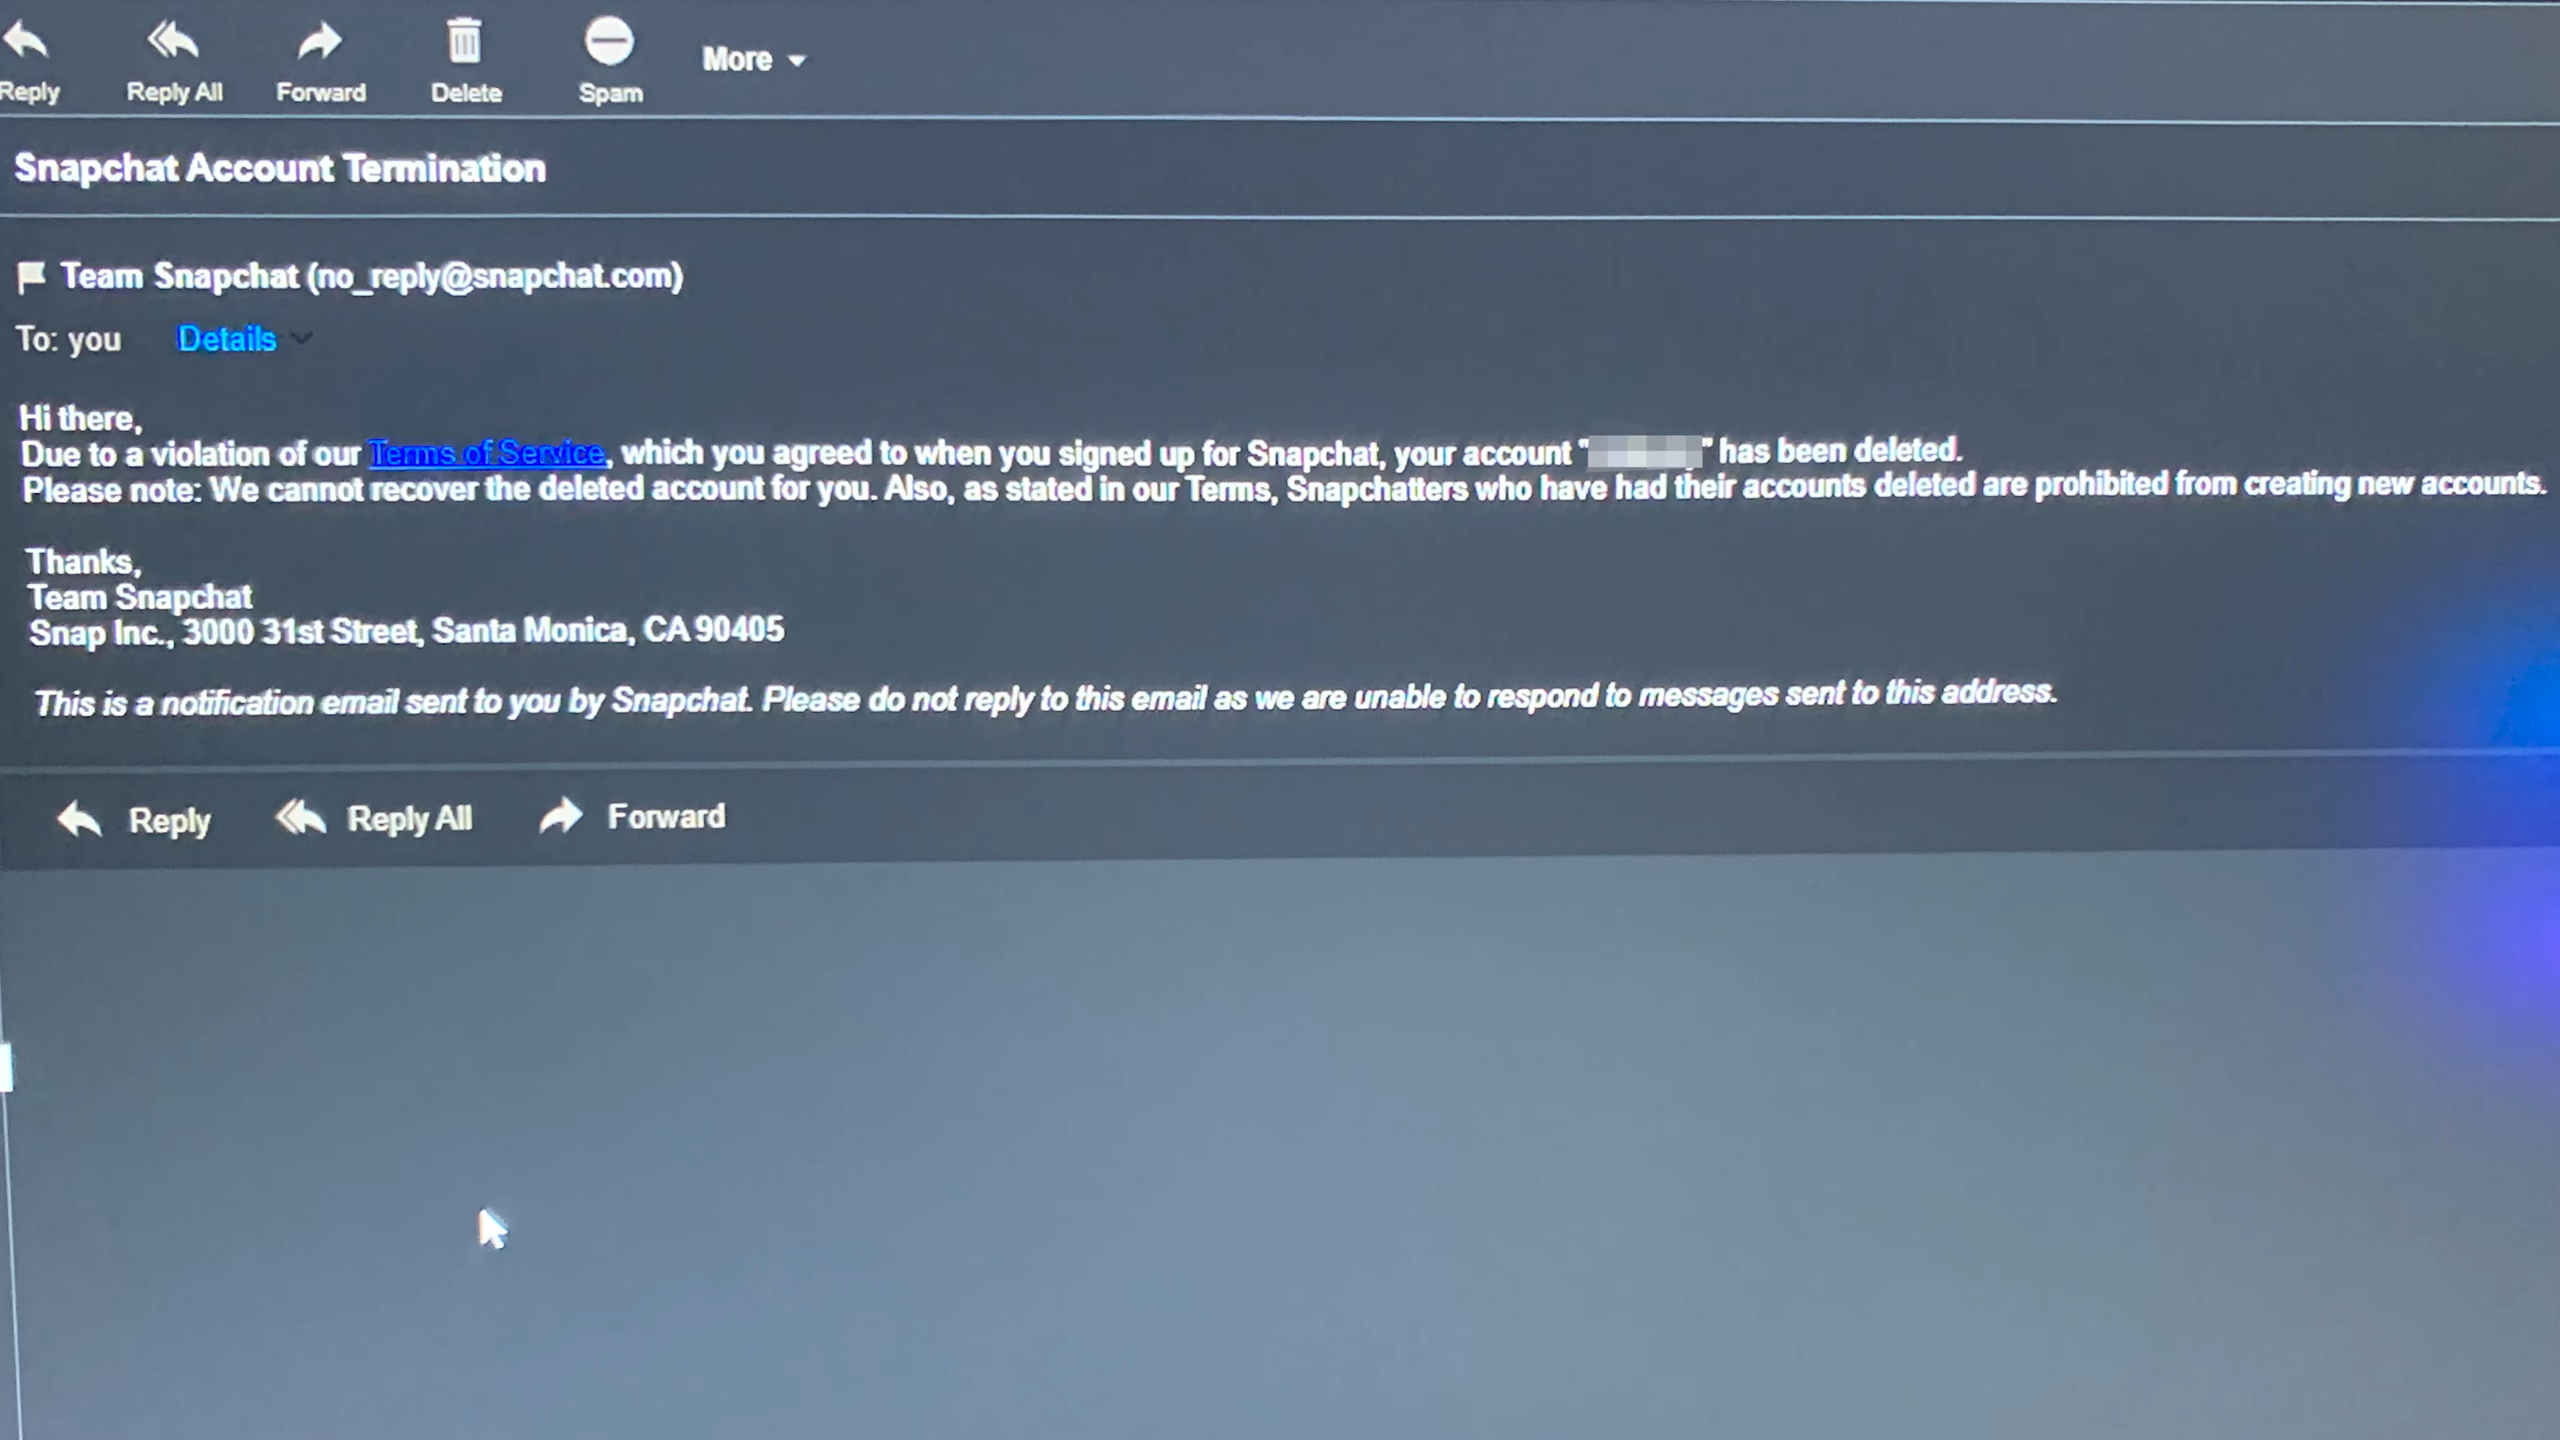 Reply Reply All Forward Delete Spam More
Snapchat Account Termination
Team Snapchat (no_reply@snapchat.com)
To: you Details
Hi there,
Due to a violation of our Terms of Service, which you agreed to when you signed up for Snapchat, your account "" has been deleted.
Please note: We cannot recover the deleted account for you. Also, as stated in our Terms, Snapchatters who have had their accounts deleted are prohibited from creating new accounts.
Thanks,
Team Snapchat
Snap Inc., 3000 31st Street, Santa Monica, CA 90405
This is a notification email sent to you by Snapchat. Please do not reply to this email as we are unable to respond to messages sent to this address.
Reply Reply All Forward